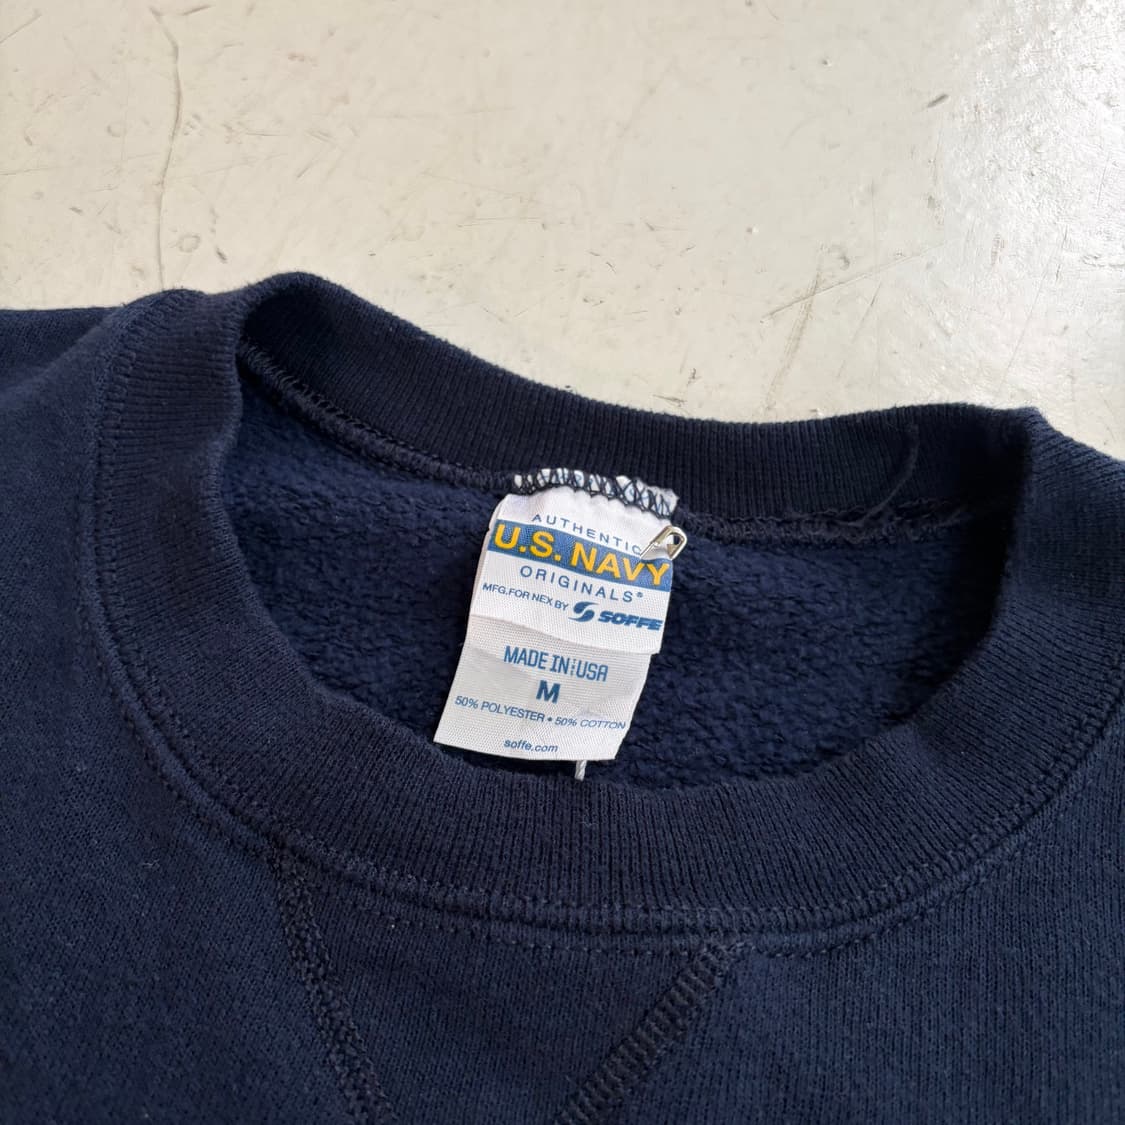 AUTHENTIC
U.S. NAVY
ORIGINALS®
MFG.FOR NEX BY SOFFE
MADE IN USA
M
50% POLYESTER • 50% COTTON
soffe.com